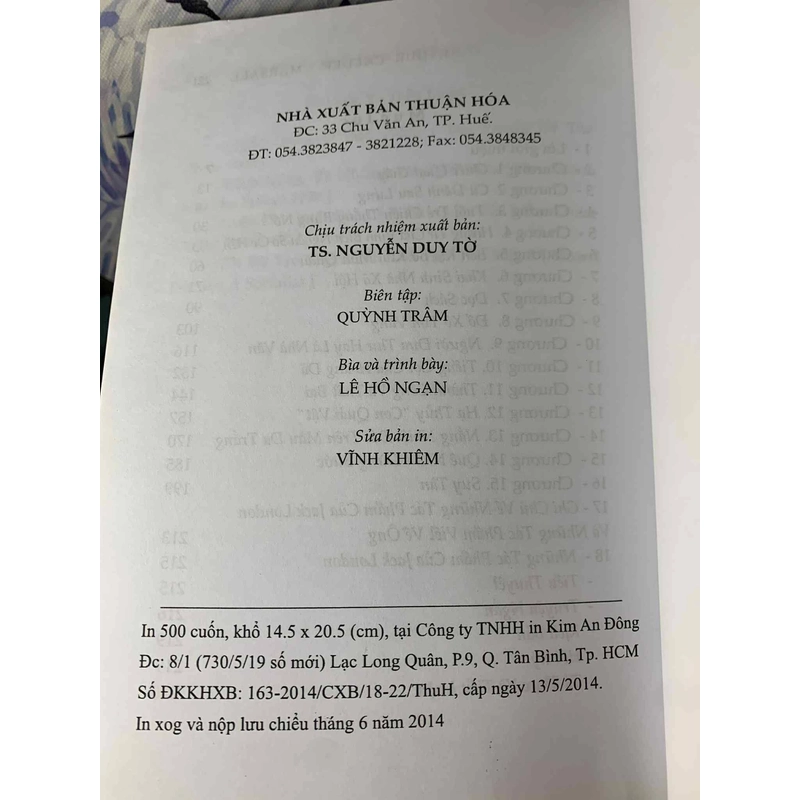 NHÀ XUẤT BẢN THUẬN HÓA
ĐC: 33 Chu Văn An, TP. Huế.
ĐT: 054.3823847 - 3821228; Fax: 054.3848345
Chịu trách nhiệm xuất bản:
TS. NGUYỄN DUY TỜ
Biên tập:
QUỲNH TRÂM
Bìa và trình bày:
LÊ HỒ NGẠN
Sửa bản in:
VĨNH KHIÊM
In 500 cuốn, khổ 14.5 x 20.5 (cm), tại Công ty TNHH in Kim An Đông
Đc: 8/1 (730/5/19 số mới) Lạc Long Quân, P.9, Q. Tân Bình, Tp. HCM
Số ĐKKHXB: 163-2014/CXB/18-22/ThuH, cấp ngày 13/5/2014.
In xog và nộp lưu chiểu tháng 6 năm 2014